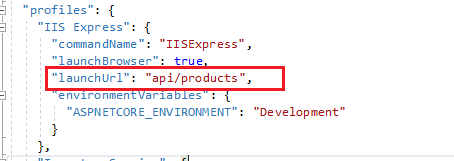 "profiles": {
"IIS Express": {
"commandName": "IISExpress",
"launchBrowser": true,
"launchUrl": "api/products",
"environmentVariables": {
"ASPNETCORE_ENVIRONMENT": "Development"
}
},